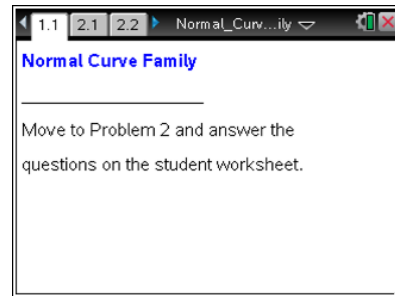 1.1 2.1 2.2 Normal_Curv...ily
Normal Curve Family
Move to Problem 2 and answer the
questions on the student worksheet.